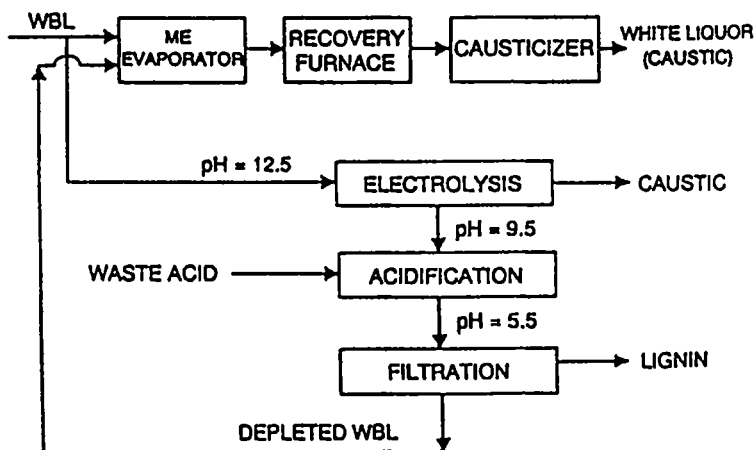 WBL
ME
EVAPORATOR
RECOVERY
FURNACE
CAUSTICIZER
WHITE LIQUOR
(CAUSTIC)
pH = 12.5
ELECTROLYSIS
CAUSTIC
pH = 9.5
WASTE ACID
ACIDIFICATION
pH = 5.5
FILTRATION
LIGNIN
DEPLETED WBL